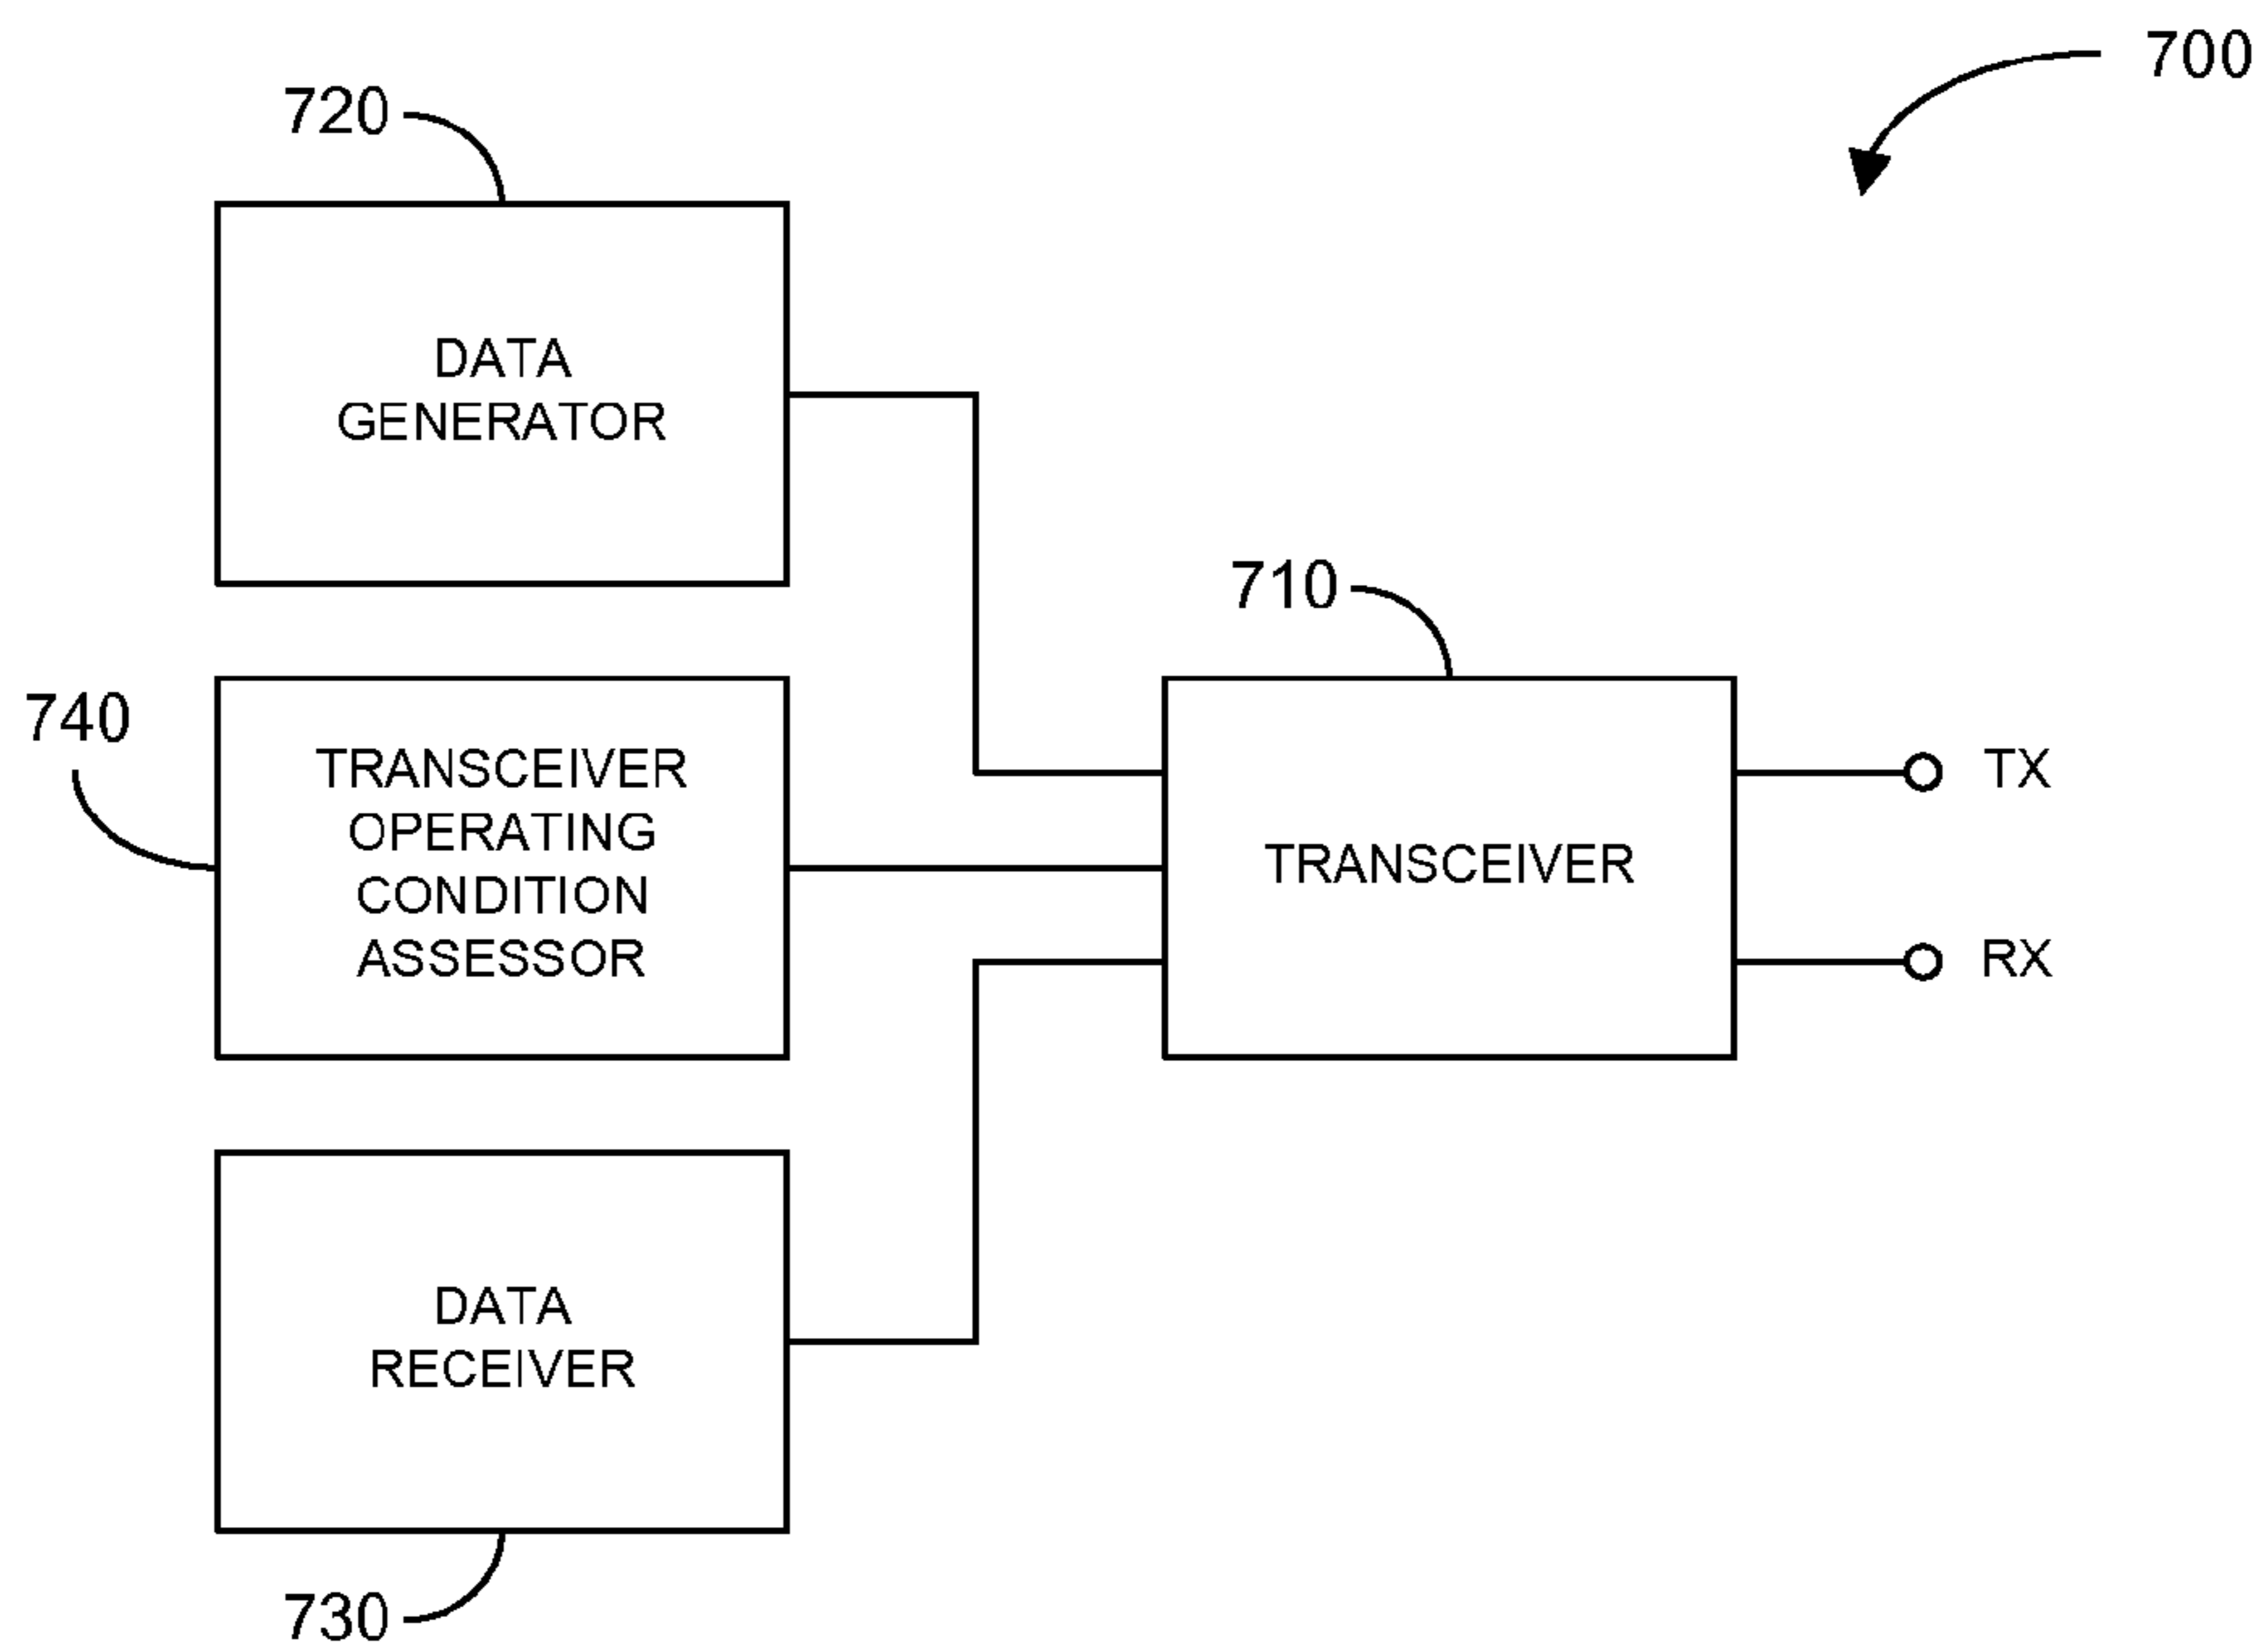 700
720
DATA
GENERATOR
710
740
TRANSCEIVER
OPERATING
CONDITION
ASSESSOR
TRANSCEIVER
TX
RX
DATA
RECEIVER
730